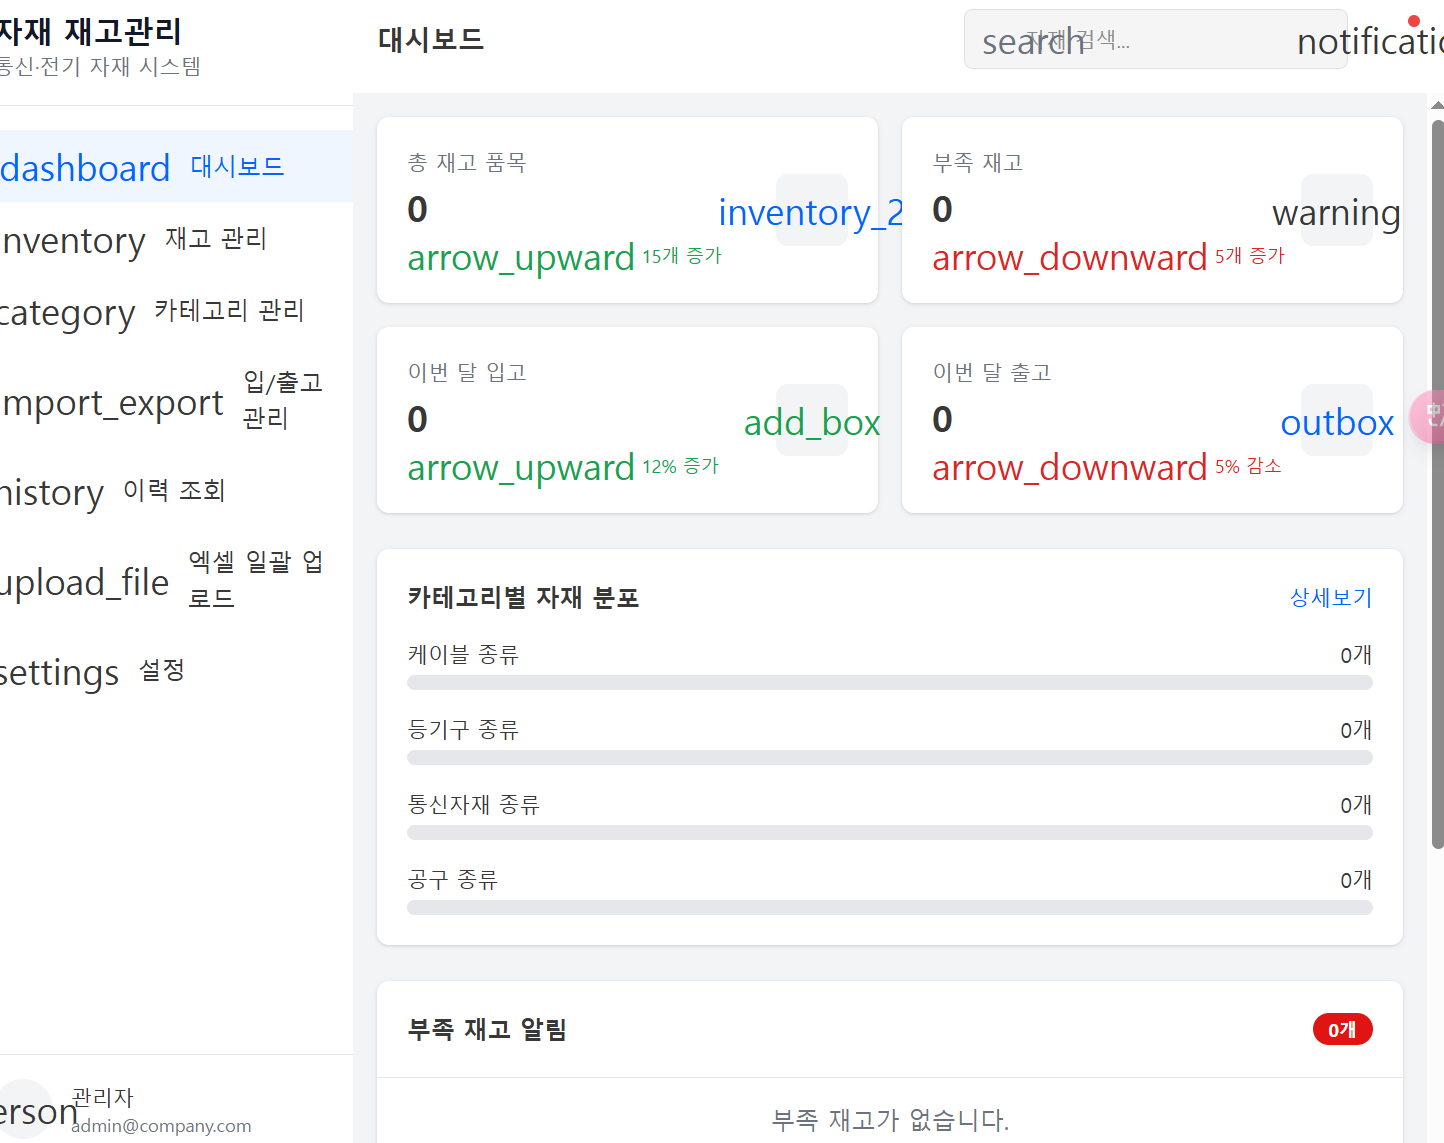 자재 재고관리
통신·전기 자재 시스템
dashboard 대시보드
nventory 재고 관리
category 카테고리 관리
mport_export 입/출고 관리
history 이력 조회
upload_file 엑셀 일괄 업로드
settings 설정
erson
관리자
admin@company.com
대시보드
search 자재 검색...
notificatio
총 재고 품목
0
inventory_2
arrow_upward 15개 증가
부족 재고
0
warning
arrow_downward 5개 증가
이번 달 입고
0
add_box
arrow_upward 12% 증가
이번 달 출고
0
outbox
arrow_downward 5% 감소
카테고리별 자재 분포
상세보기
케이블 종류 0개
등기구 종류 0개
통신자재 종류 0개
공구 종류 0개
부족 재고 알림
0개
부족 재고가 없습니다.